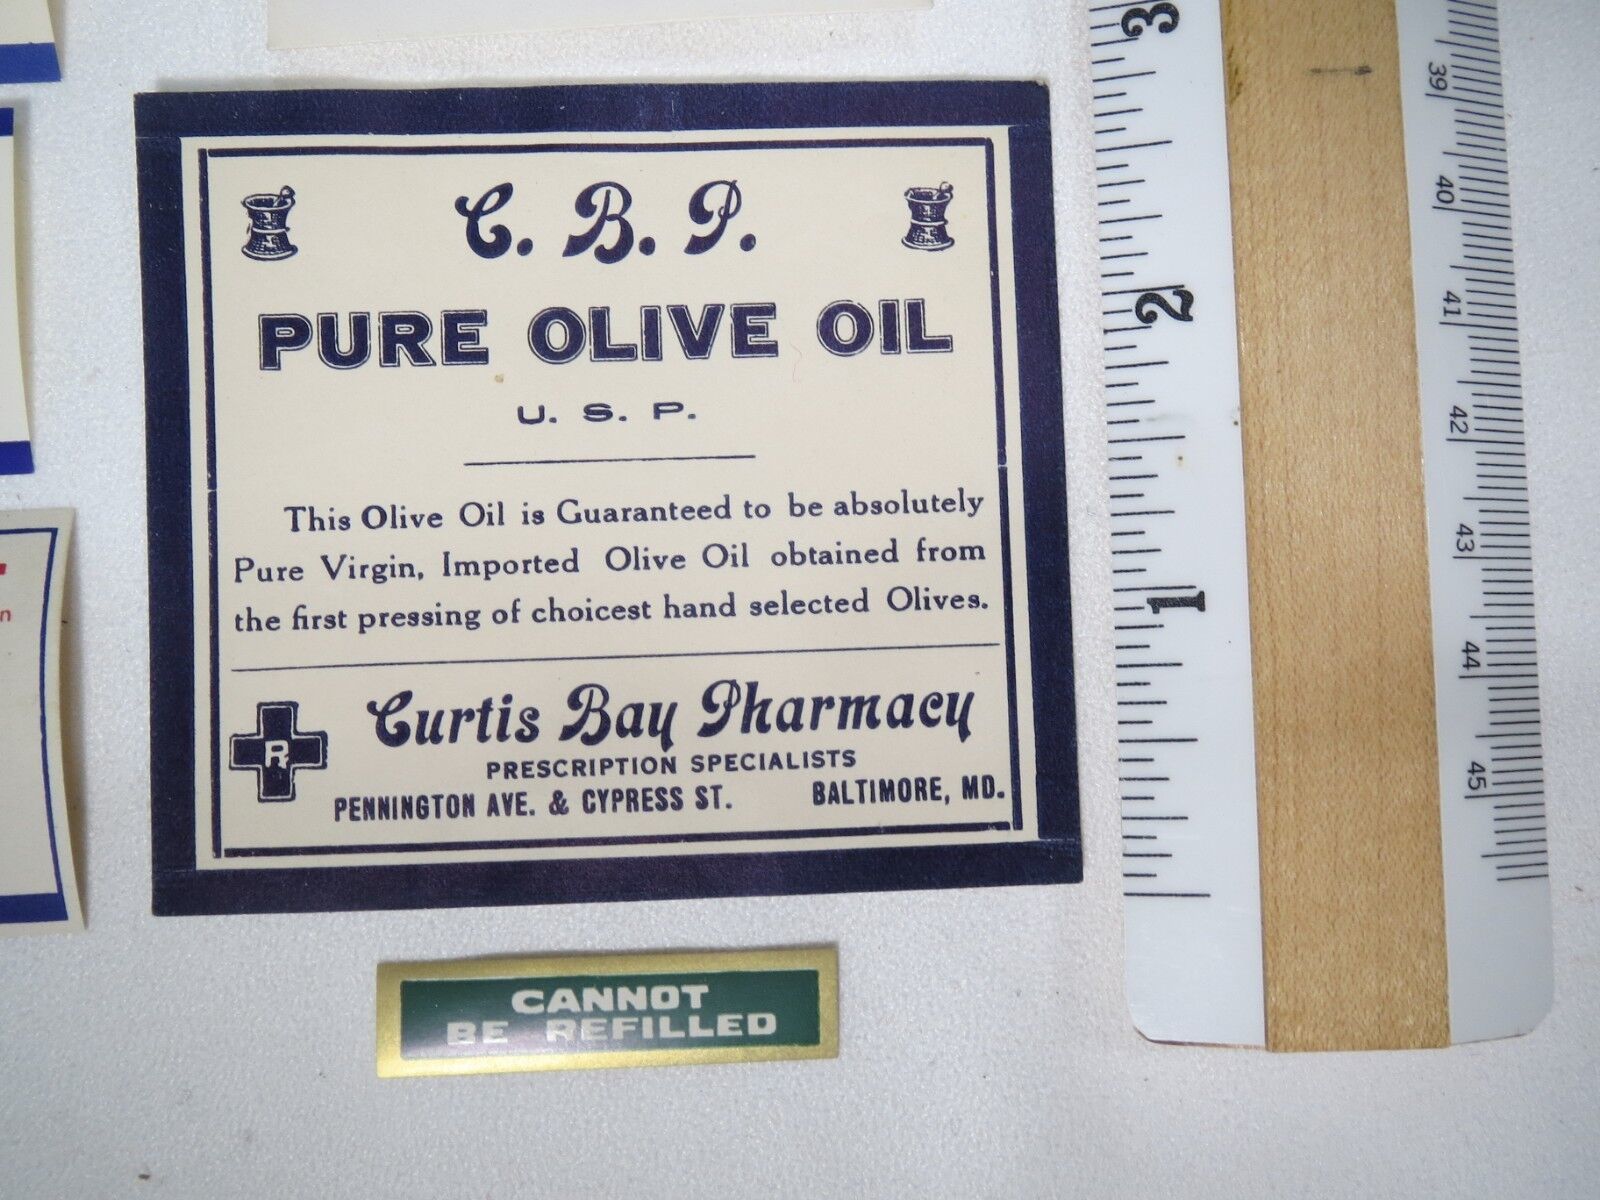 C. B. P.
PURE OLIVE OIL
U. S. P.
This Olive Oil is Guaranteed to be absolutely
Pure Virgin, Imported Olive Oil obtained from
the first pressing of choicest hand selected Olives.
R
Curtis Bay Pharmacy
PRESCRIPTION SPECIALISTS
PENNINGTON AVE. & CYPRESS ST. BALTIMORE, MD.
CANNOT
BE REFILLED
n
3
2
1
39
40
41
42
43
44
45